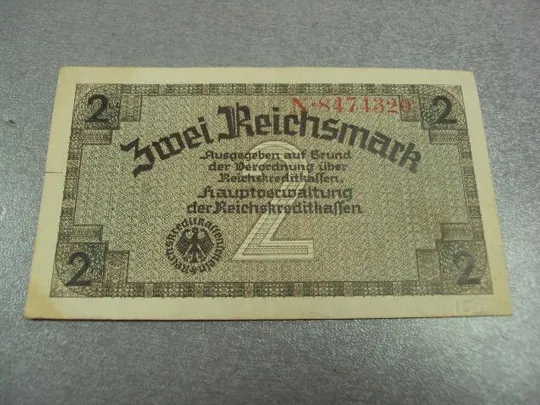 2 N·8474329 2
Zwei Reichsmark
Ausgegeben auf Grund
der Verordnung über
Reichskreditkassen.
Hauptverwaltung
der Reichskreditkassen
2
2 2